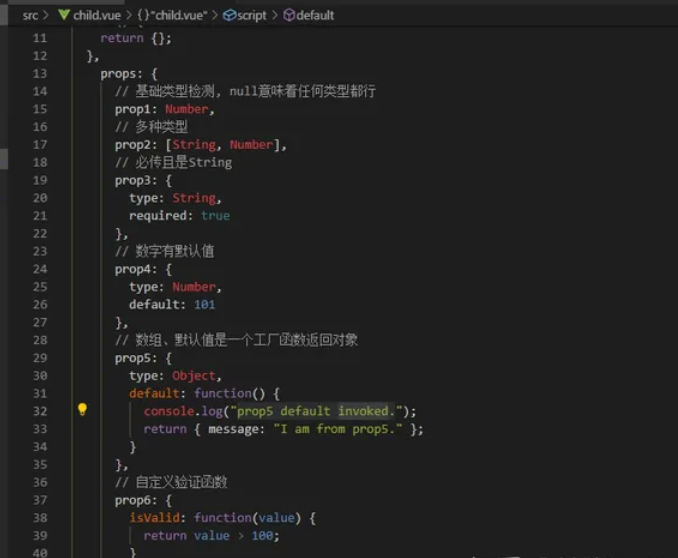 src > child.vue > {} "child.vue" > script > default
11 return {};
12 },
13 props: {
14 // 基础类型检测, null意味着任何类型都行
15 prop1: Number,
16 // 多种类型
17 prop2: [String, Number],
18 // 必传且是String
19 prop3: {
20 type: String,
21 required: true
22 },
23 // 数字有默认值
24 prop4: {
25 type: Number,
26 default: 101
27 },
28 // 数组、默认值是一个工厂函数返回对象
29 prop5: {
30 type: Object,
31 default: function() {
32 console.log("prop5 default invoked.");
33 return { message: "I am from prop5." };
34 }
35 },
36 // 自定义验证函数
37 prop6: {
38 isValid: function(value) {
39 return value > 100;
40 }